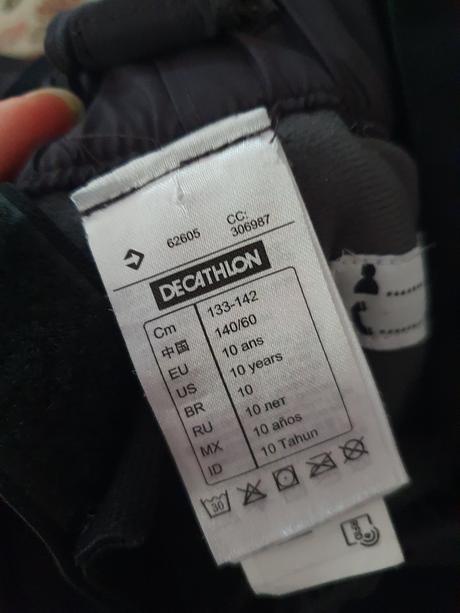 62605 CC:
306987
DECATHLON
Cm 133-142
中国 140/60
EU 10 ans
US 10 years
BR 10
RU 10 лет
MX 10 años
ID 10 Tahun
30